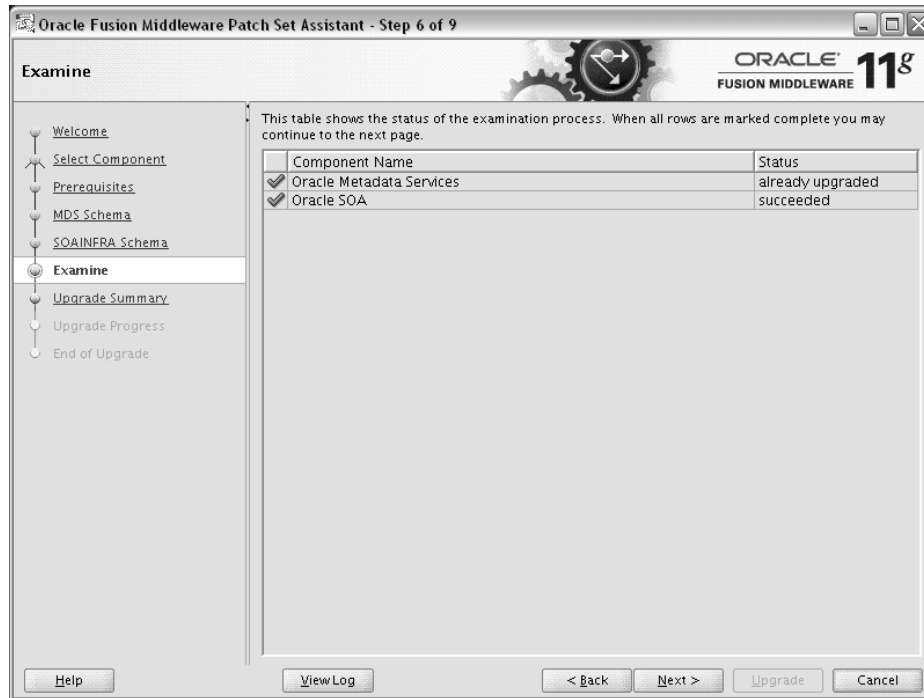 Oracle Fusion Middleware Patch Set Assistant - Step 6 of 9
Examine
ORACLE
FUSION MIDDLEWARE
11g
Welcome
Select Component
Prerequisites
MDS Schema
SOAINFRA Schema
Examine
Upgrade Summary
Upgrade Progress
End of Upgrade
This table shows the status of the examination process. When all rows are marked complete you may
continue to the next page.
Component Name Status
Oracle Metadata Services already upgraded
Oracle SOA succeeded
Help View Log < Back Next > Upgrade Cancel